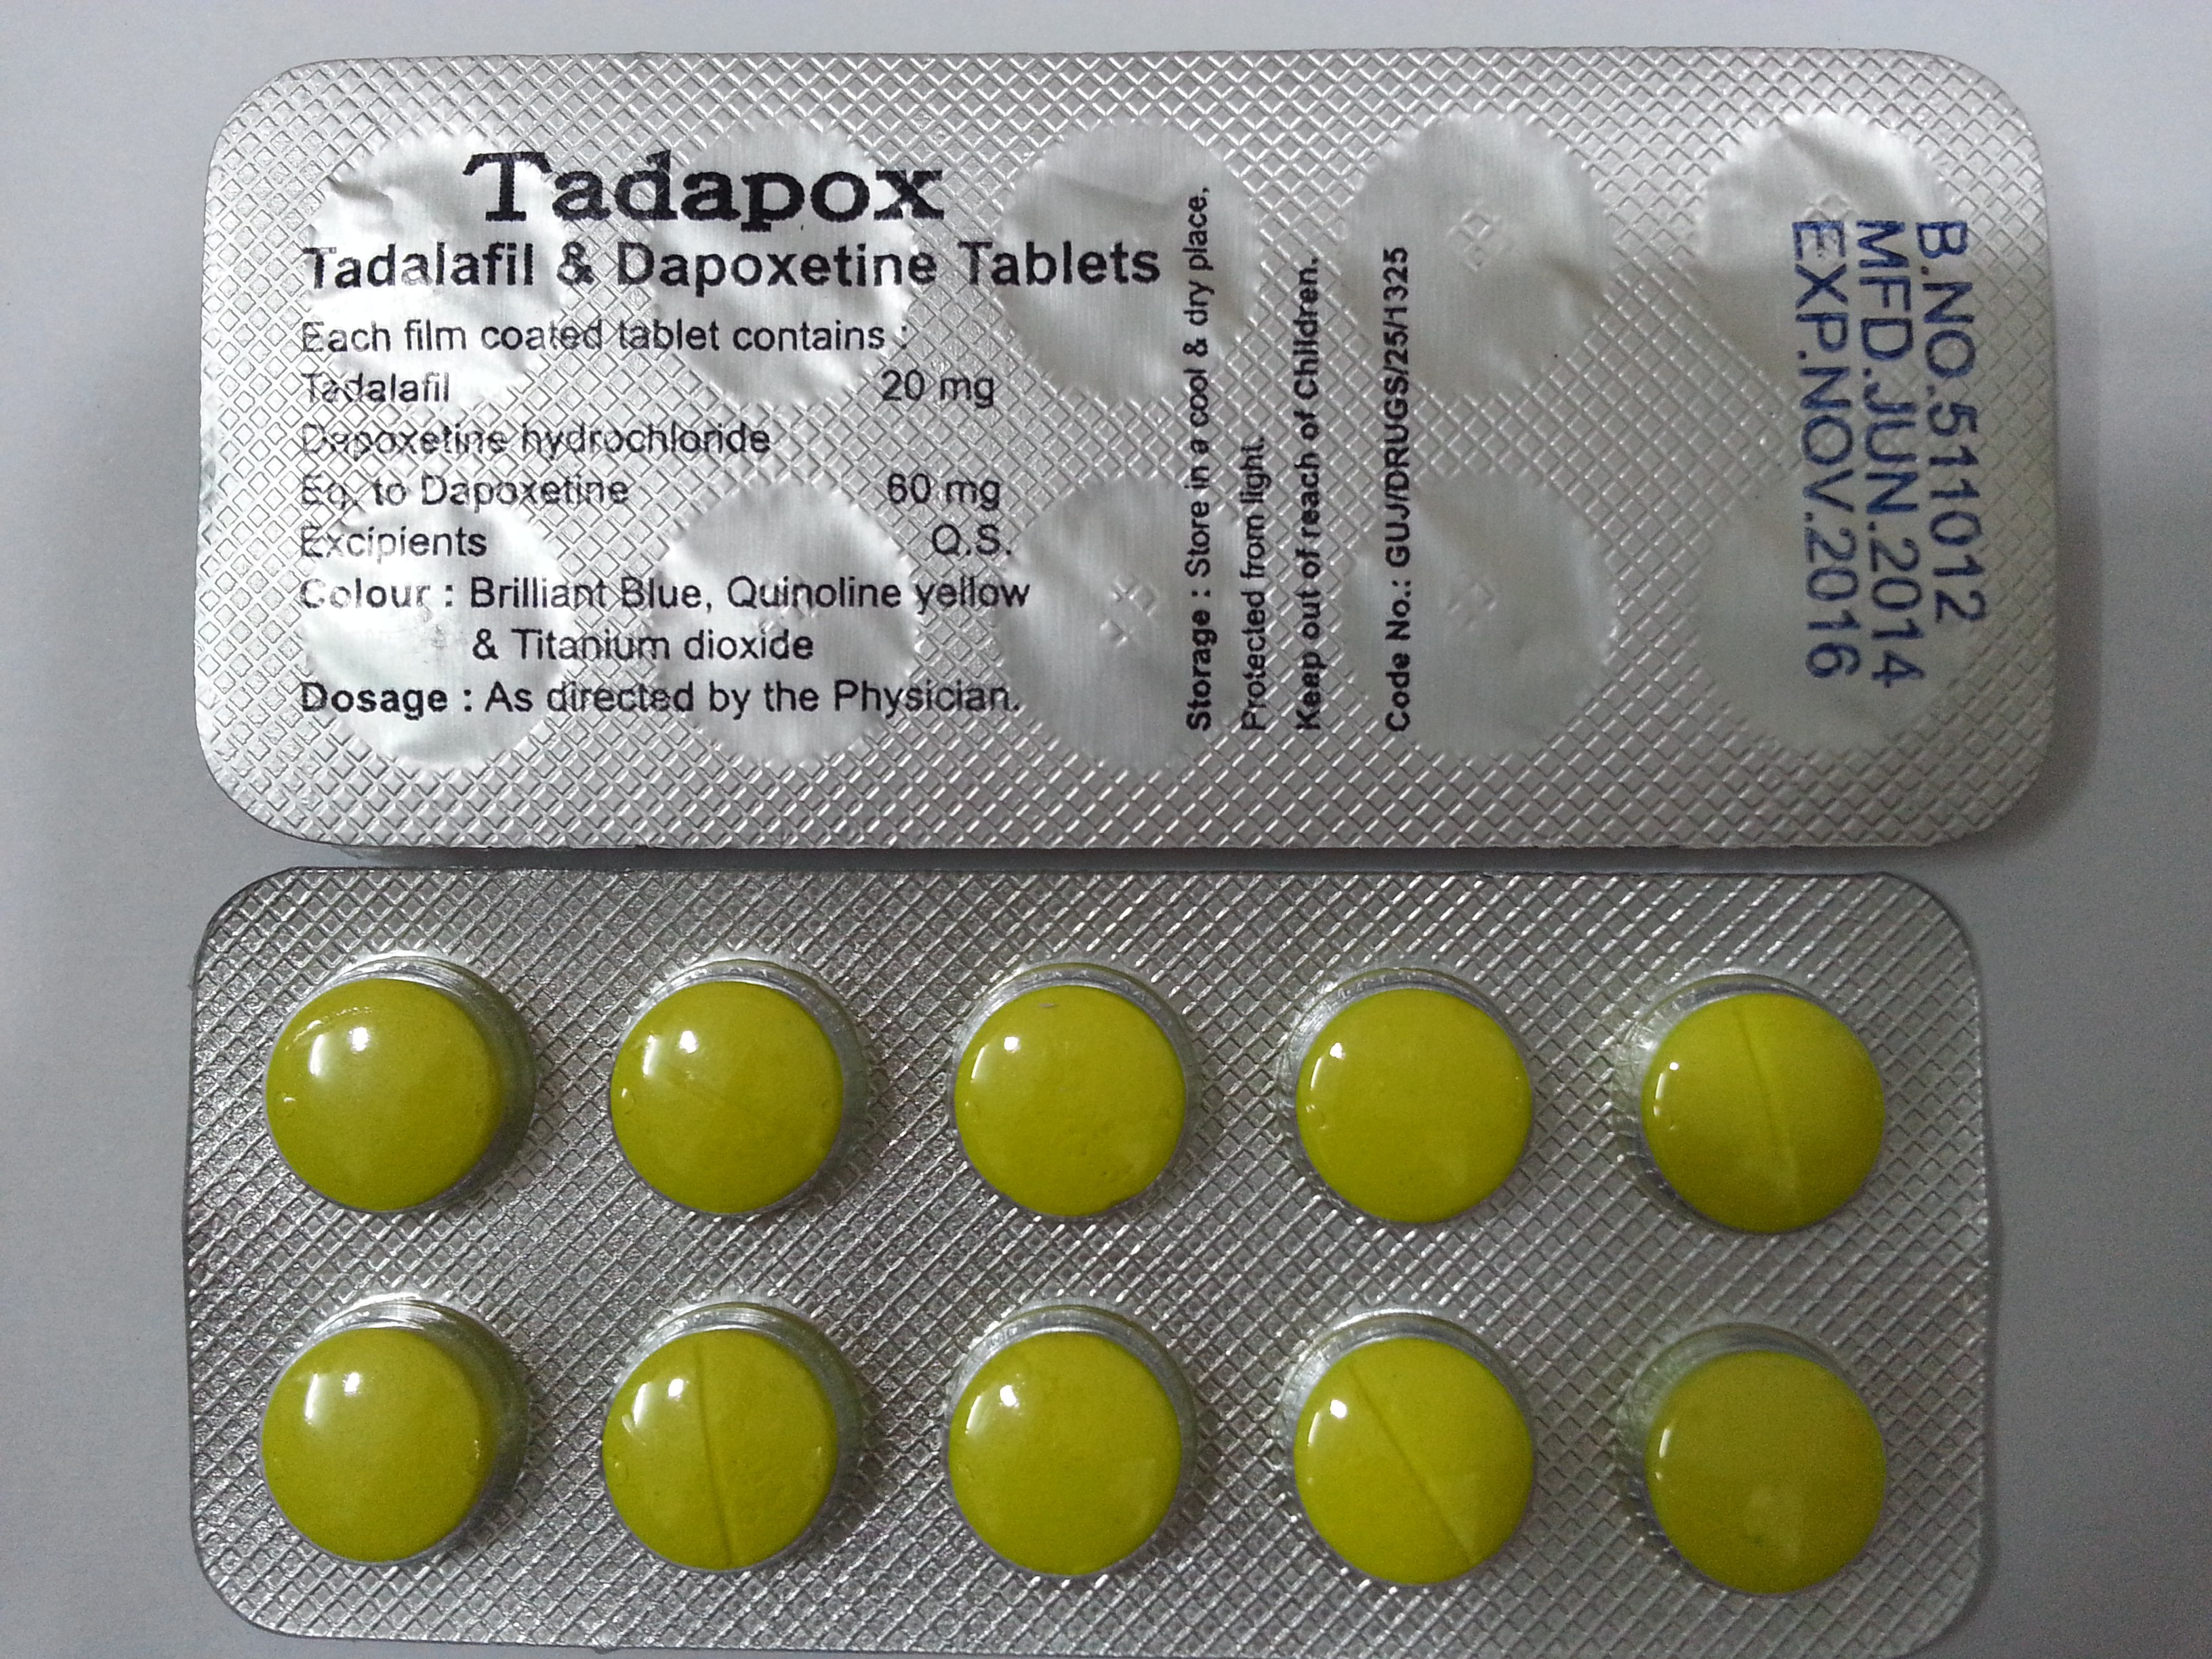 Tadapox
Tadalafil & Dapoxetine Tablets
Each film coated tablet contains :
Tadalafil 20 mg
Dapoxetine hydrochloride
Eq. to Dapoxetine 60 mg
Excipients Q.S.
Colour : Brilliant Blue, Quinoline yellow
& Titanium dioxide
Dosage : As directed by the Physician.
Storage : Store in a cool & dry place.
Protected from light.
Keep out of reach of Children.
Code No.: GUJ/DRUGS/25/1325
B.NO.5111012
MFD.JUN.2014
EXP.NOV.2016